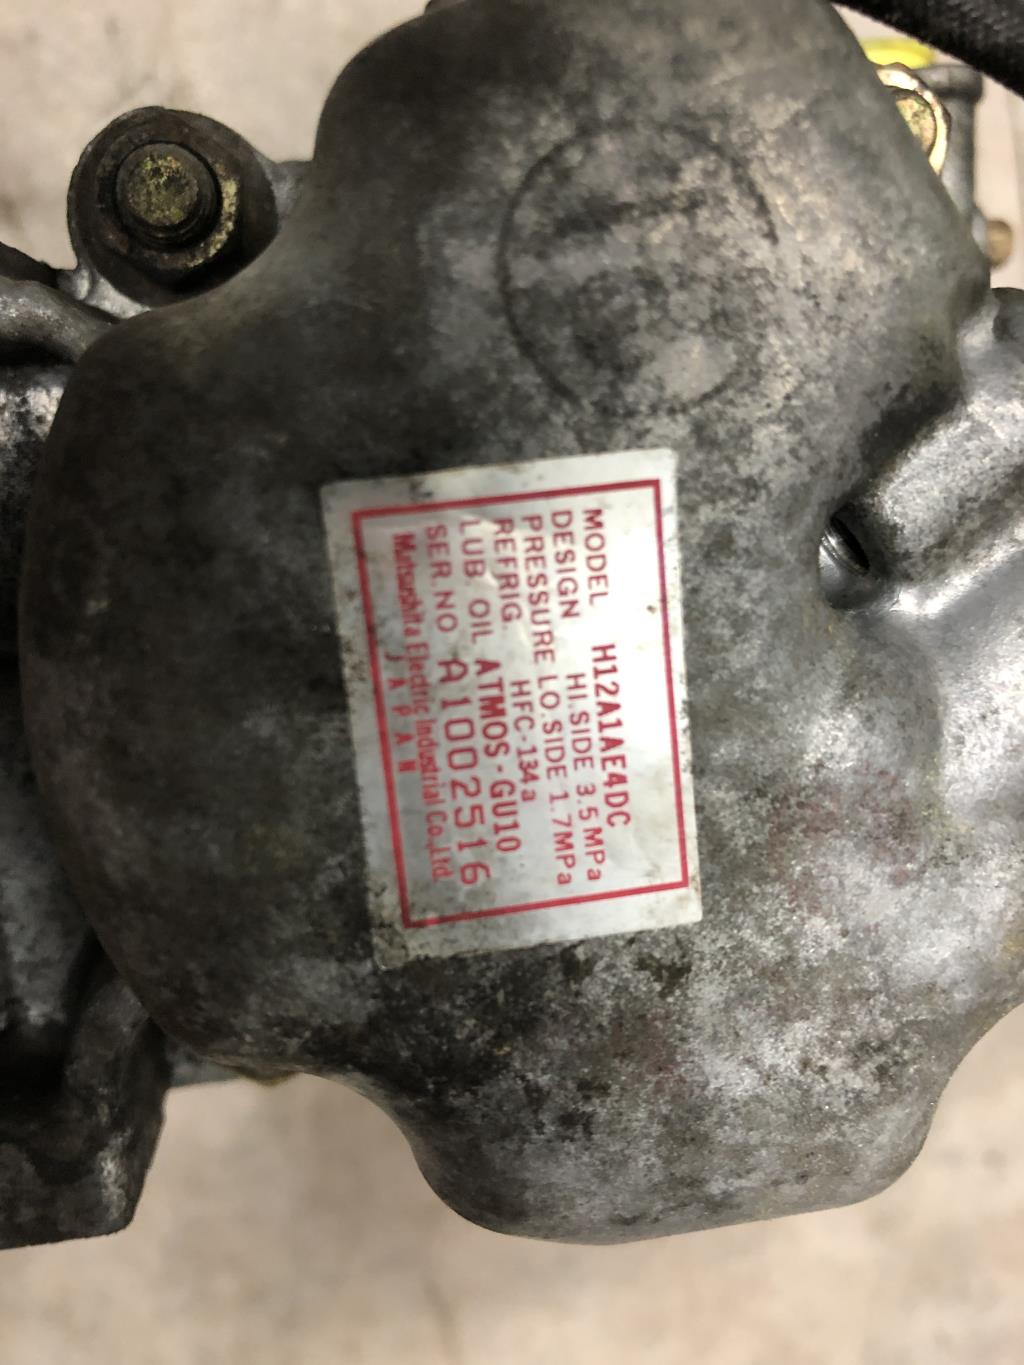 MODEL H12A1AE4DC
DESIGN HI.SIDE 3.5MPa
PRESSURE LO.SIDE 1.7MPa
REFRIG. HFC-134a
LUB OIL ATMOS-GU10
SER.NO A1002516
Matsushita Electric Industrial Co.,Ltd.
JAPAN